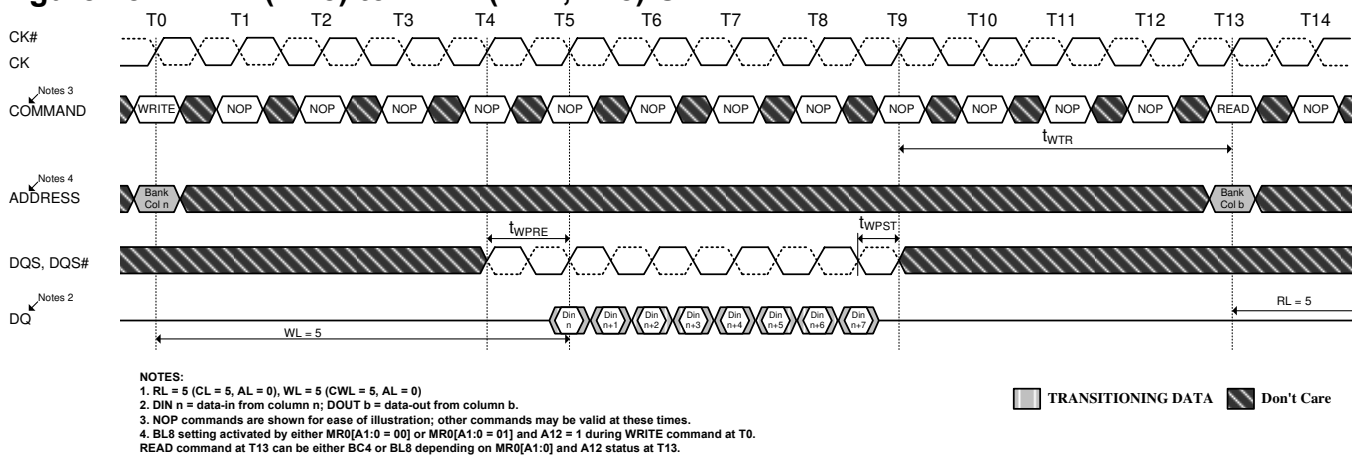 T0 T1 T2 T3 T4 T5 T6 T7 T8 T9 T10 T11 T12 T13 T14
CK#
CK
Notes 3
COMMAND
WRITE NOP NOP NOP NOP NOP NOP NOP NOP NOP NOP NOP NOP READ NOP
tWTR
Notes 4
ADDRESS
Bank Bank
Col n Col b
tWPRE tWPST
DQS, DQS#
Notes 2
DQ
Din Din Din Din Din Din Din Din
n n+1 n+2 n+3 n+4 n+5 n+6 n+7
RL = 5
WL = 5
NOTES:
1. RL = 5 (CL = 5, AL = 0), WL = 5 (CWL = 5, AL = 0)
2. DIN n = data-in from column n; DOUT b = data-out from column b.
3. NOP commands are shown for ease of illustration; other commands may be valid at these times.
4. BL8 setting activated by either MR0[A1:0 = 00] or MR0[A1:0 = 01] and A12 = 1 during WRITE command at T0.
READ command at T13 can be either BC4 or BL8 depending on MR0[A1:0] and A12 status at T13.
TRANSITIONING DATA Don't Care